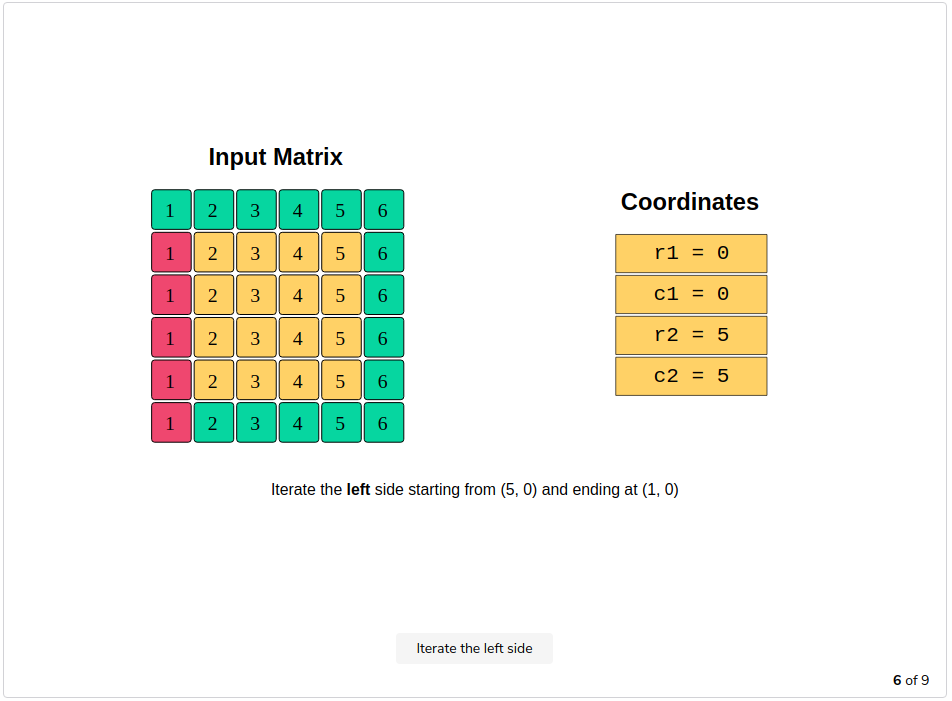 Input Matrix
1 2 3 4 5 6
1 2 3 4 5 6
1 2 3 4 5 6
1 2 3 4 5 6
1 2 3 4 5 6
1 2 3 4 5 6
Coordinates
r1 = 0
c1 = 0
r2 = 5
c2 = 5
Iterate the left side starting from (5, 0) and ending at (1, 0)
Iterate the left side
6 of 9